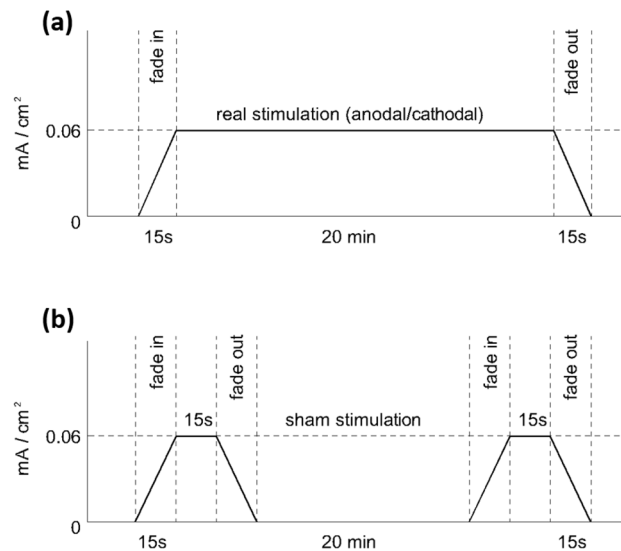 (a)
fade in
fade out
real stimulation (anodal/cathodal)
mA / cm²
0.06
0
15s
20 min
15s
(b)
fade in
fade out
fade in
fade out
15s
sham stimulation
15s
mA / cm²
0.06
0
15s
20 min
15s